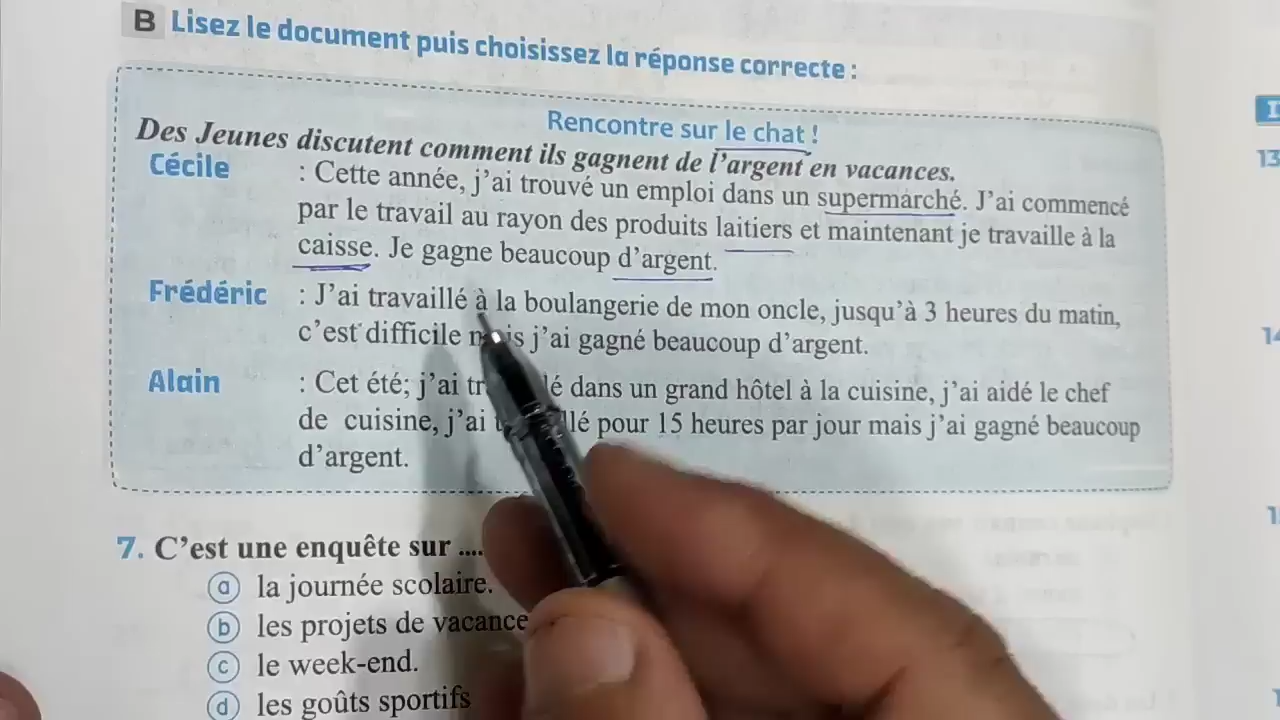 B Lisez le document puis choisissez la réponse correcte :
Rencontre sur le chat !
Des Jeunes discutent comment ils gagnent de l'argent en vacances.
Cécile : Cette année, j'ai trouvé un emploi dans un supermarché. J'ai commencé
par le travail au rayon des produits laitiers et maintenant je travaille à la
caisse. Je gagne beaucoup d'argent.
Frédéric : J'ai travaillé à la boulangerie de mon oncle, jusqu'à 3 heures du matin,
c'est difficile mais j'ai gagné beaucoup d'argent.
Alain : Cet été; j'ai dans un grand hôtel à la cuisine, j'ai aidé le chef
de cuisine, j'ai pour 15 heures par jour mais j'ai gagné beaucoup
d'argent.
7. C'est une enquête sur ....
a la journée scolaire.
b les projets de vacance
c le week-end.
d les goûts sportifs
I
13